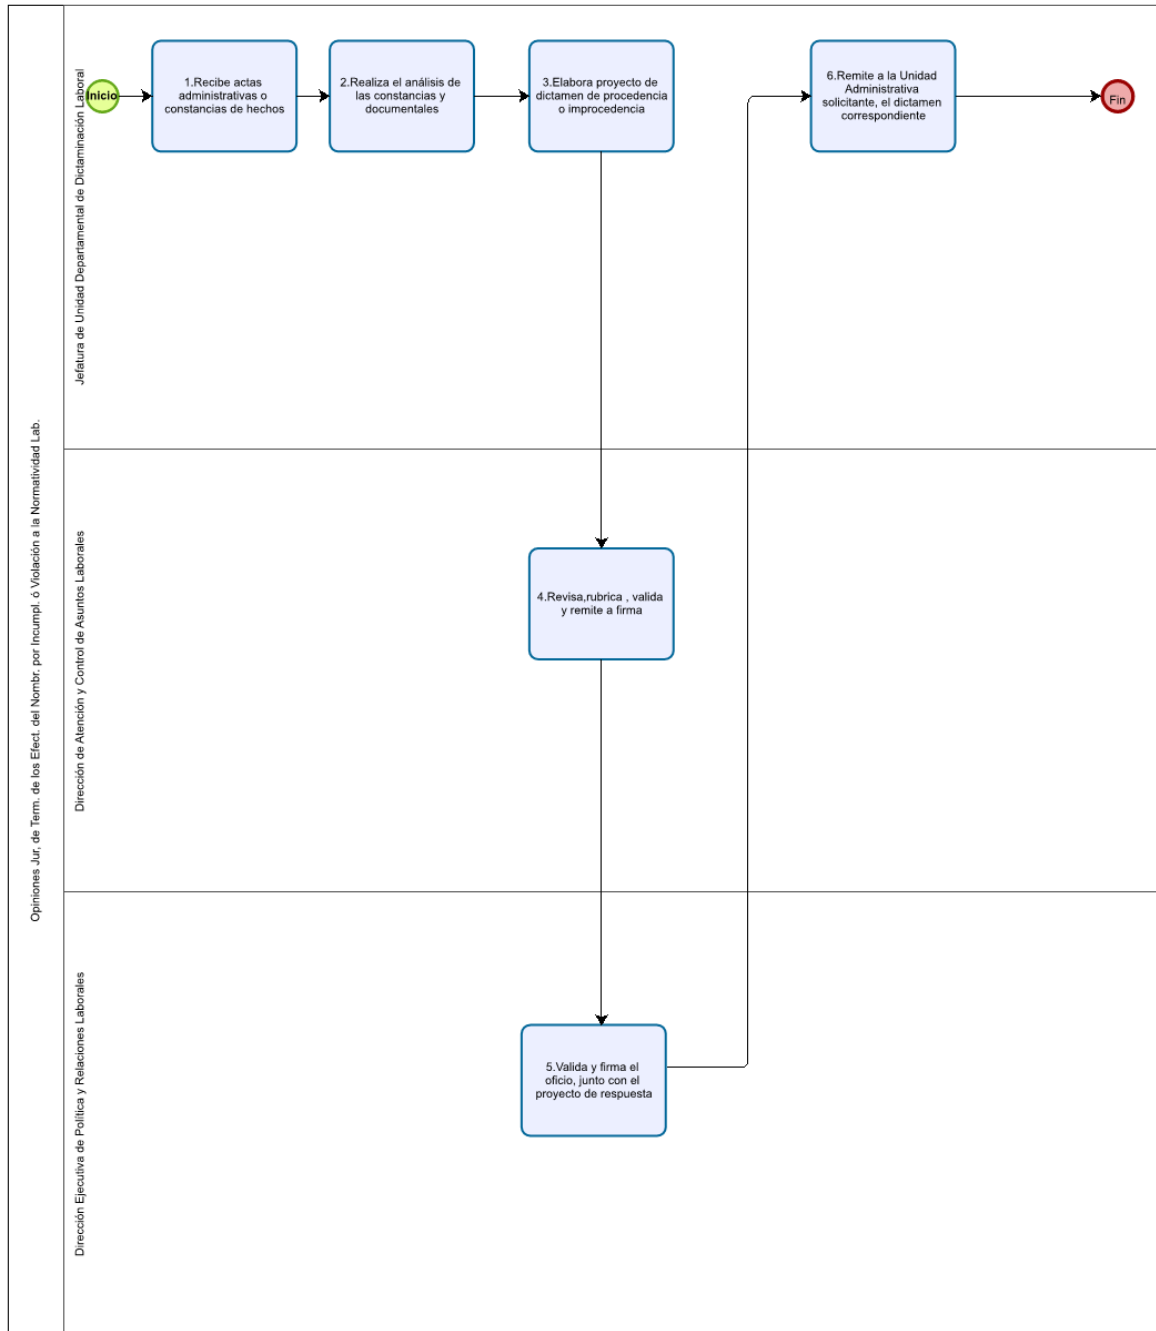 Opiniones Jur, de Term. de los Efect. del Nombr. por Incumpl. ó Violación a la Normatividad Lab.
Jefatura de Unidad Departamental de Dictaminación Laboral
Inicio
1.Recibe actas
administrativas o
constancias de hechos
2.Realiza el análisis de
las constancias y
documentales
3.Elabora proyecto de
dictamen de procedencia
o improcedencia
6.Remite a la Unidad
Administrativa
solicitante, el dictamen
correspondiente
Fin
Dirección de Atención y Control de Asuntos Laborales
4.Revisa,rubrica , valida
y remite a firma
Dirección Ejecutiva de Política y Relaciones Laborales
5.Valida y firma el
oficio, junto con el
proyecto de respuesta